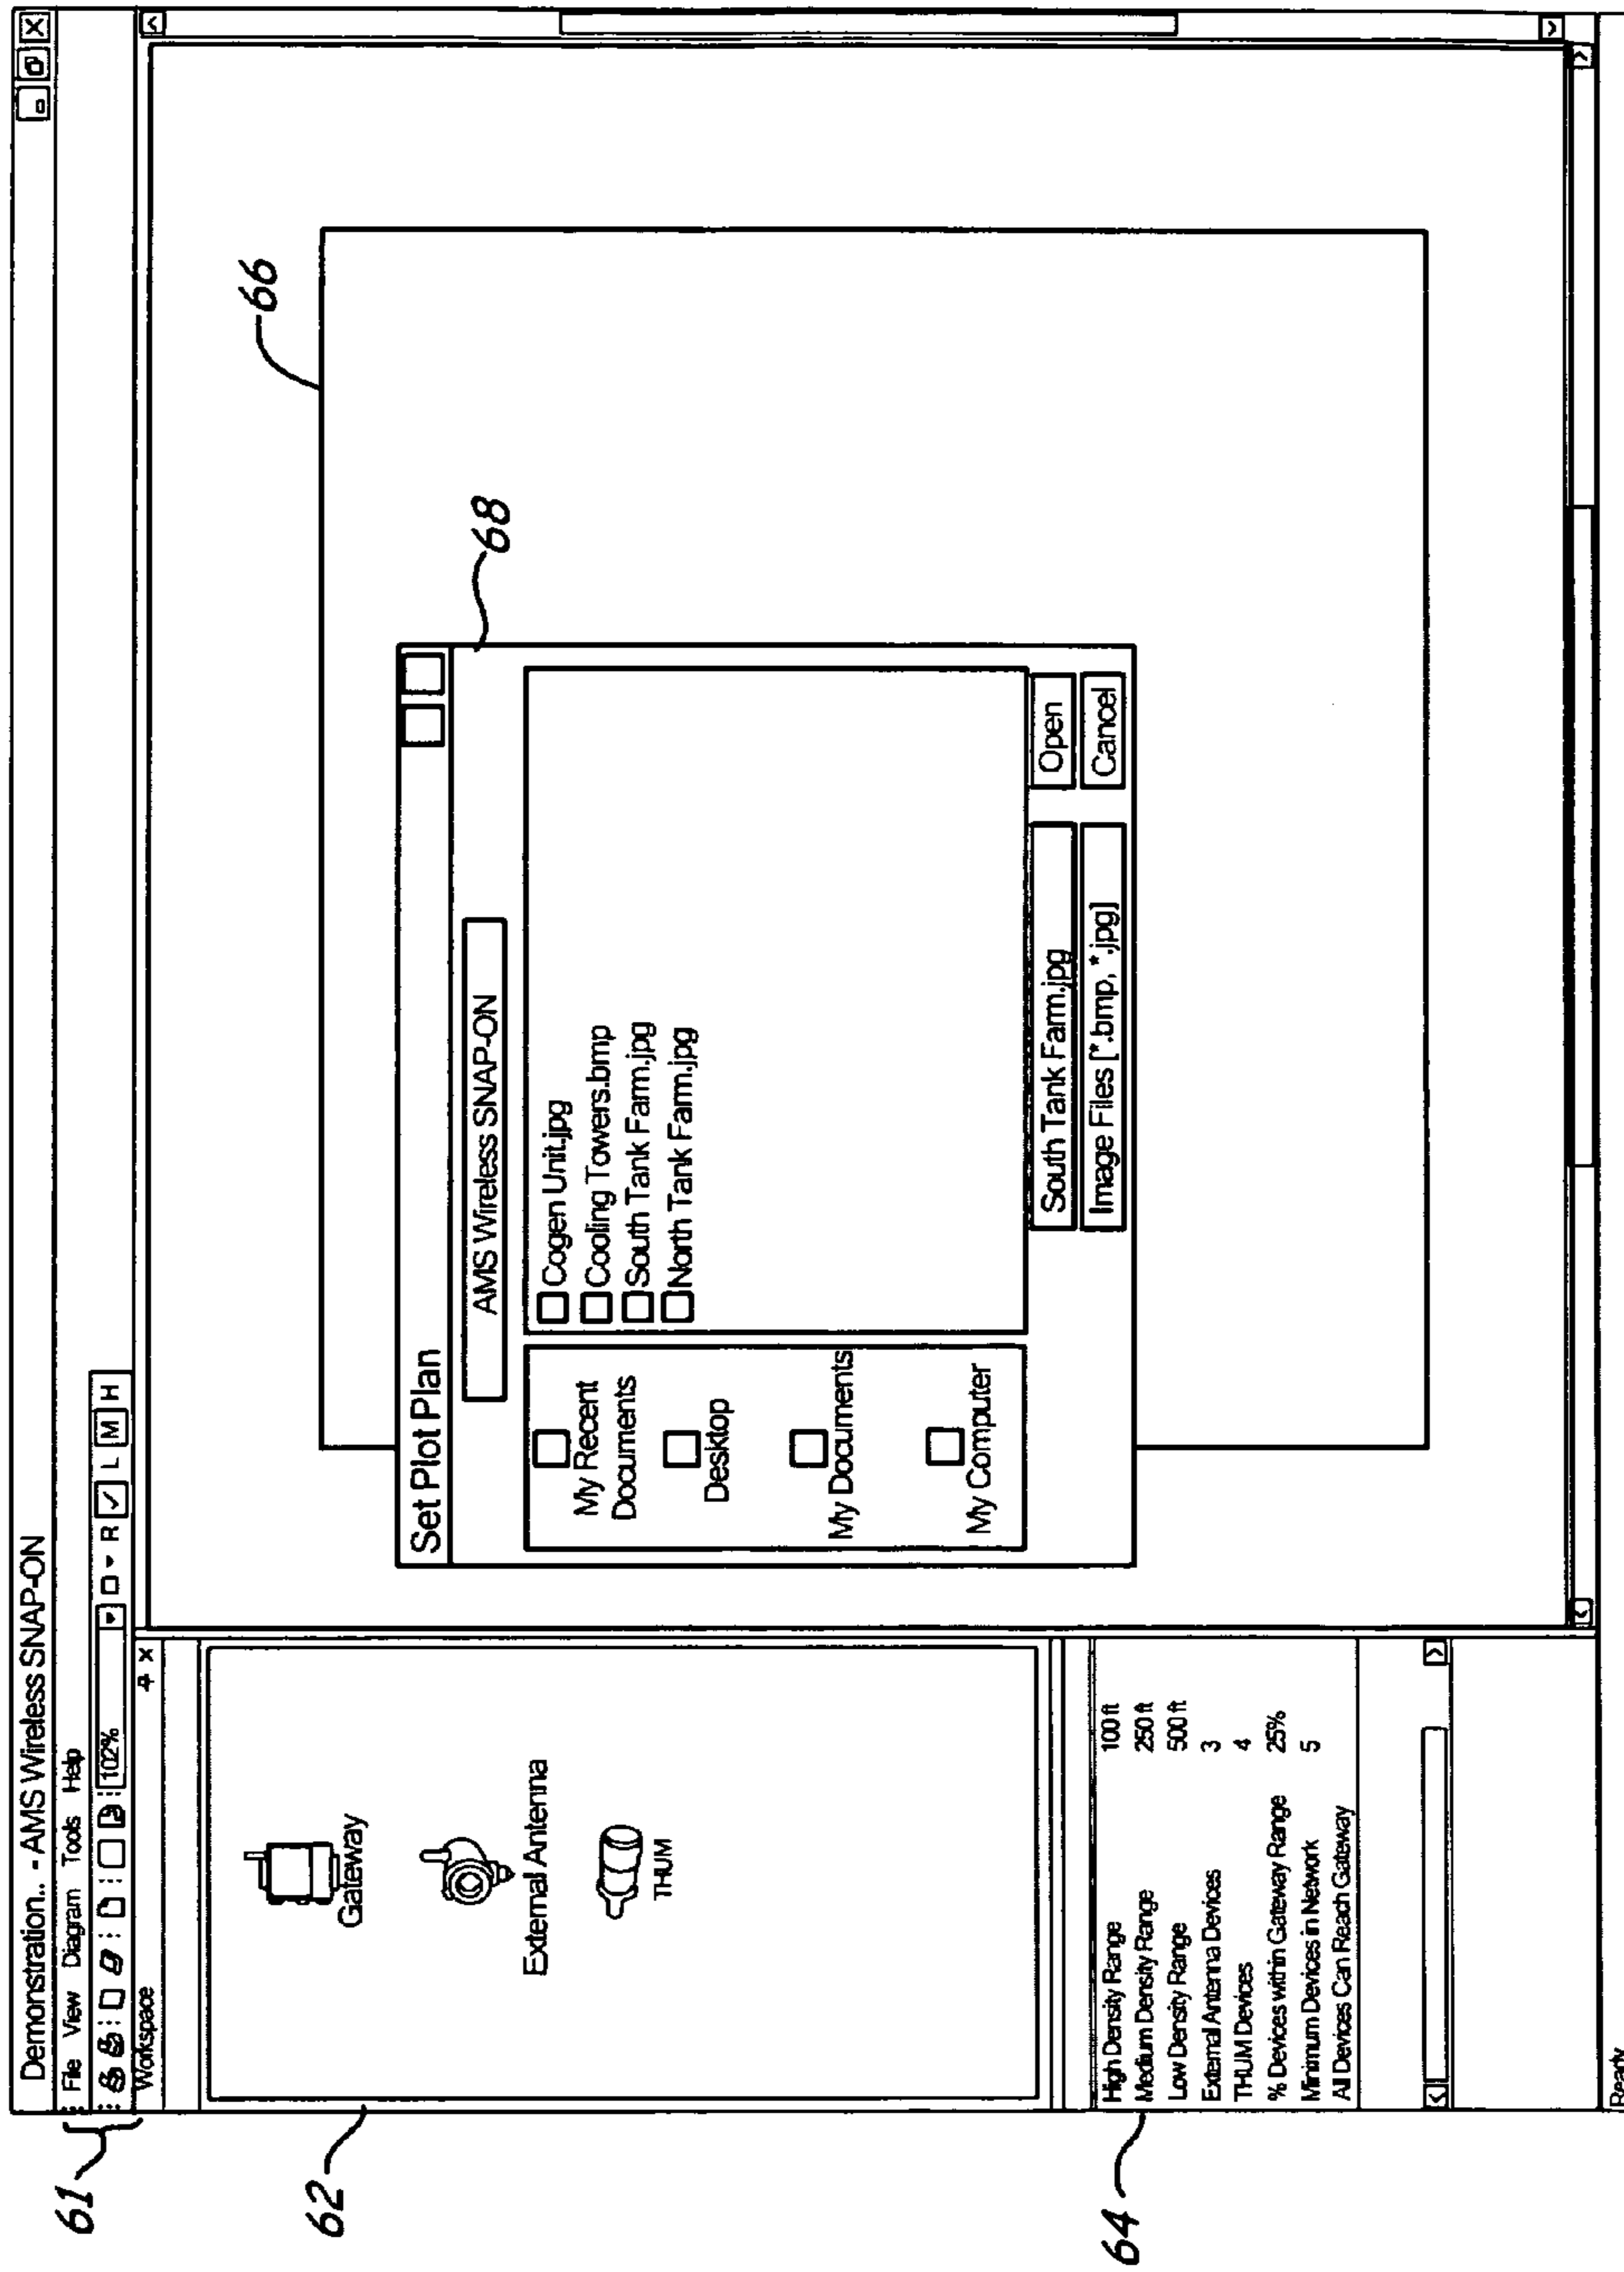 Demonstration.. - AMS Wireless SNAP-ON
File View Diagram Tools Help
102% R L M H
Workspace
61
62
Gateway
External Antenna
THUM
64
High Density Range 100 ft
Medium Density Range 250 ft
Low Density Range 500 ft
External Antenna Devices 3
THUM Devices 4
% Devices within Gateway Range 25%
Minimum Devices in Network 5
All Devices Can Reach Gateway
66
68
Set Plot Plan
AMS Wireless SNAP-ON
My Recent
Documents
Desktop
My Documents
My Computer
Cogen Unit.jpg
Cooling Towers.bmp
South Tank Farm.jpg
North Tank Farm.jpg
South Tank Farm.jpg
Open
Image Files [*.bmp, *.jpg]
Cancel
Ready